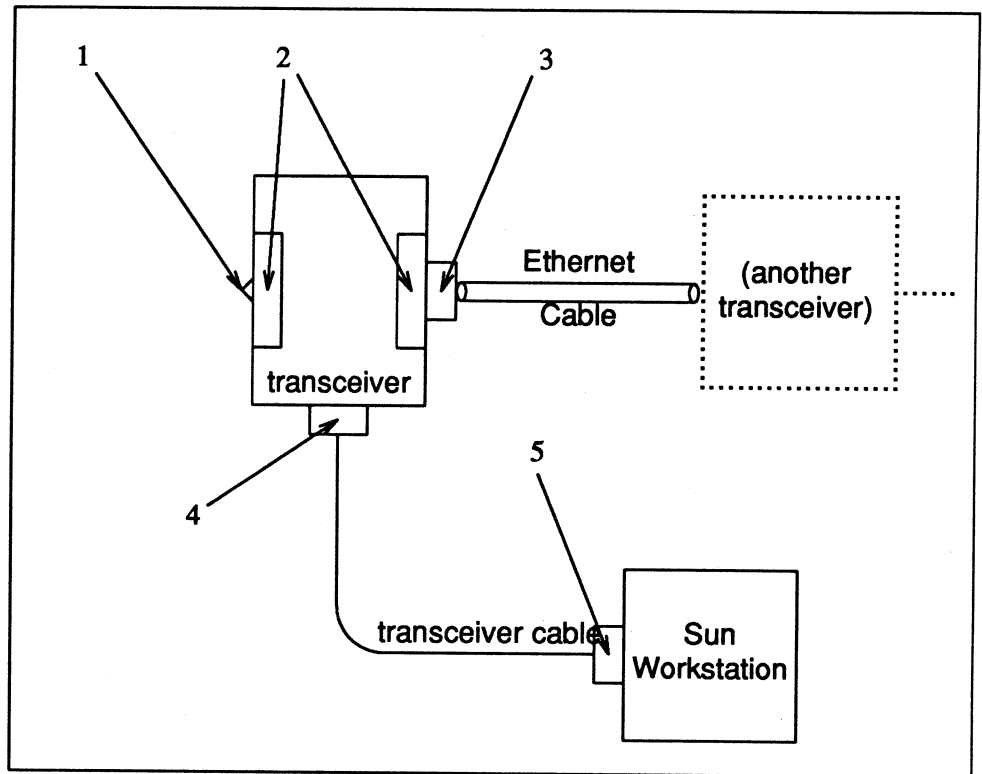 1
2
3
Ethernet
Cable
(another
transceiver)
transceiver
4
5
transceiver cable
Sun
Workstation